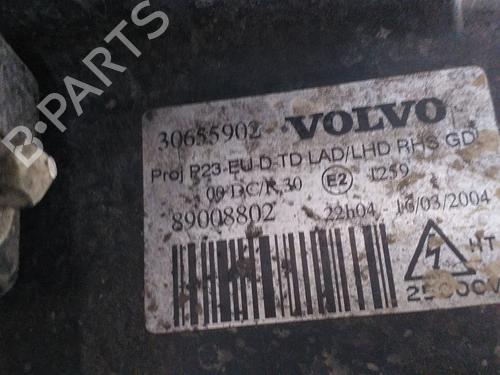 B-PARTS
30655902 VOLVO
Proj P23-EU D-TD LAD/LHD RHS GD
00 DC/R 30 E2 1259
89008802 22h04 16/03/2004
HT
25000V